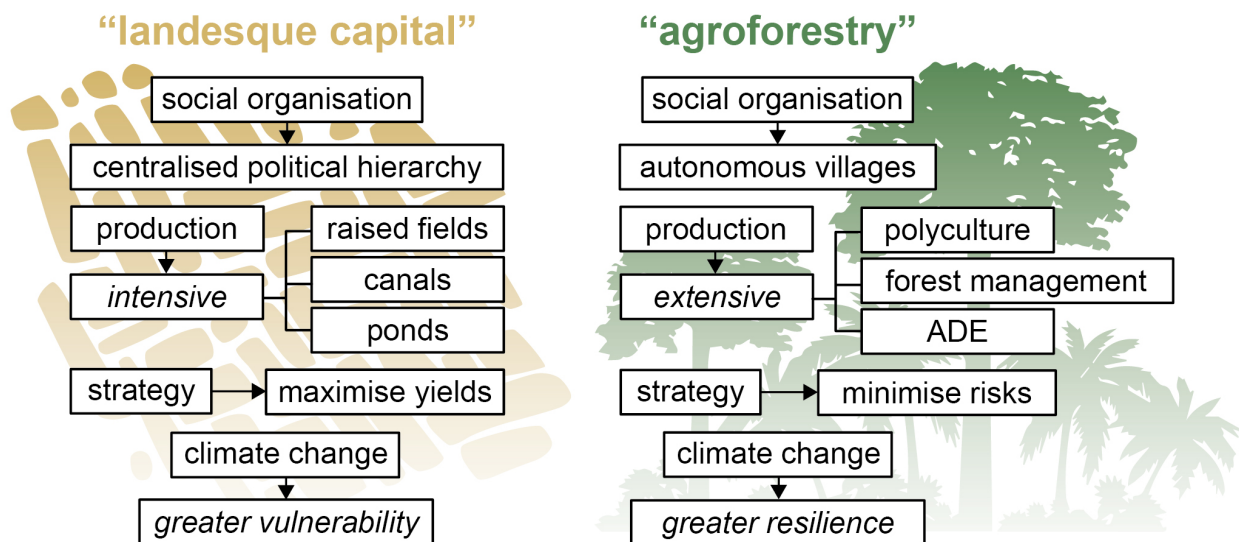 “landesque capital”
social organisation
centralised political hierarchy
production
intensive
raised fields
canals
ponds
strategy
maximise yields
climate change
greater vulnerability
“agroforestry”
social organisation
autonomous villages
production
extensive
polyculture
forest management
ADE
strategy
minimise risks
climate change
greater resilience